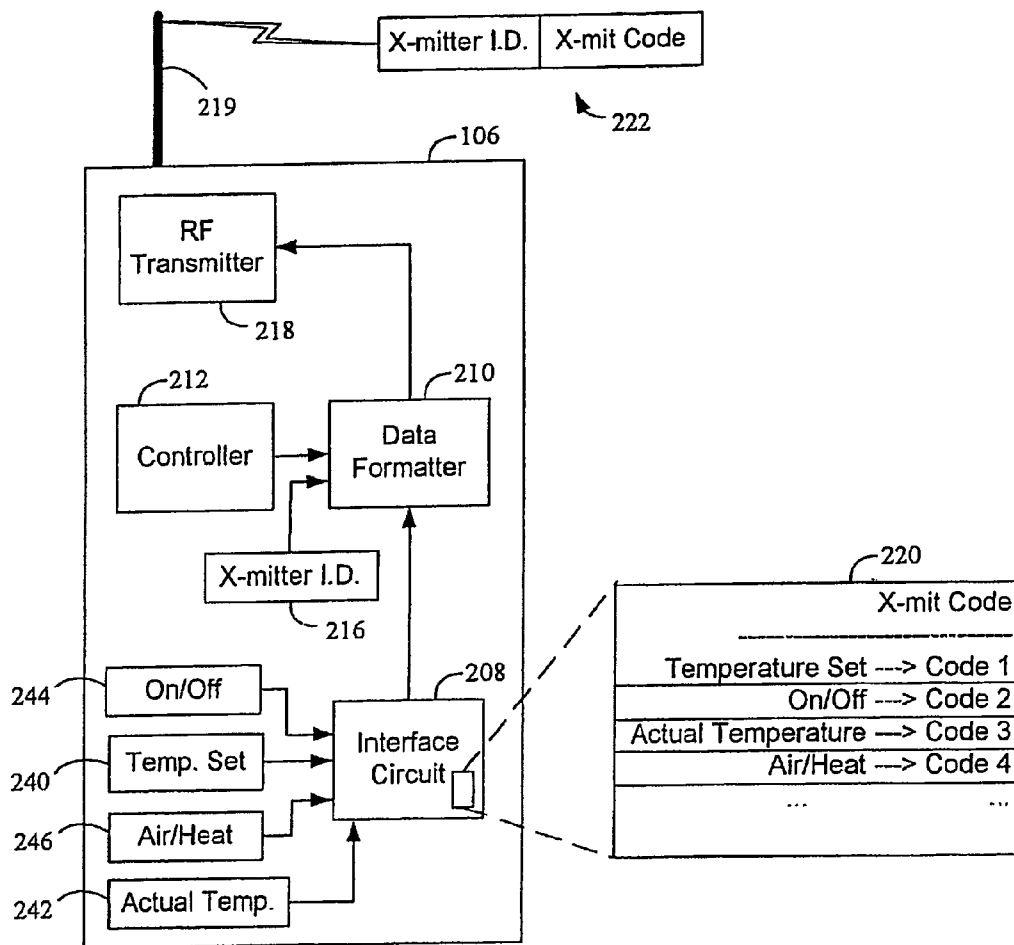 X-mitter I.D. X-mit Code
219
222
106
RF
Transmitter
218
212
210
Controller
Data
Formatter
X-mitter I.D.
216
220
X-mit Code
Temperature Set ---> Code 1
On/Off ---> Code 2
Actual Temperature ---> Code 3
Air/Heat ---> Code 4
... ...
208
244
On/Off
Interface
Circuit
240
Temp. Set
246
Air/Heat
242
Actual Temp.